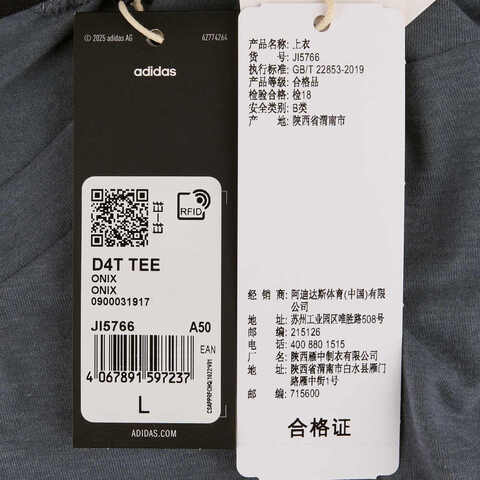 © 2025 adidas AG
62774264
adidas
RFID
D4T TEE
ONIX
ONIX
0900031917
JI5766 A50
EAN
4 067891 597237
L
ADIDAS.COM
产品名称: 上衣
货 号: JI5766
执行标准: GB/T 22853-2019
产品等级: 合格品
检验合格: 检18
安全类别: B类
产 地: 陕西省渭南市
经 销 商: 阿迪达斯体育(中国)有限
公司
地 址: 苏州工业园区唯胜路508号
邮 编: 215126
电 话: 400 880 1515
厂 名: 陕西雁中制衣有限公司
地 址: 陕西省渭南市白水县雁门
路雁中街1号
邮 编: 715600
合格证